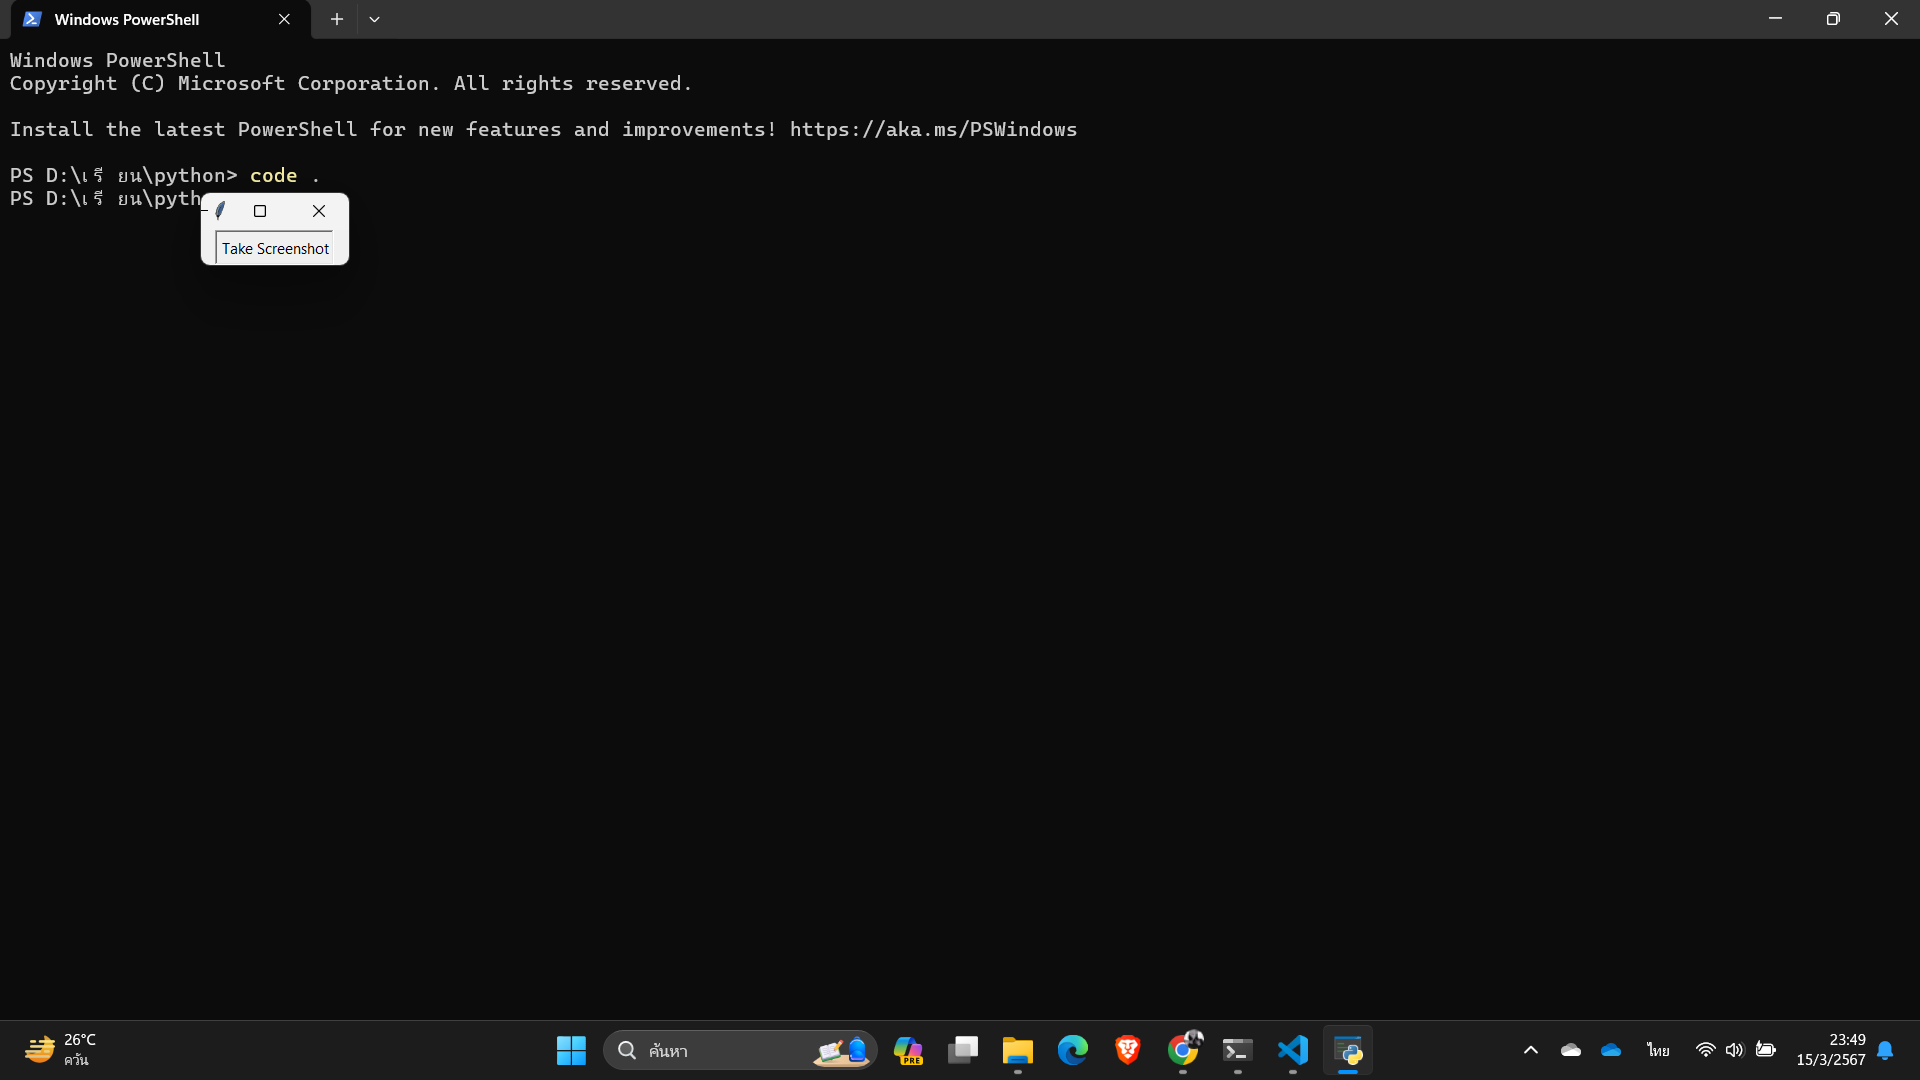 Windows PowerShell
Windows PowerShell
Copyright (C) Microsoft Corporation. All rights reserved.
Install the latest PowerShell for new features and improvements! https://aka.ms/PSWindows
PS D:\เรียน\python> code .
PS D:\เรียน\pyth
Take Screenshot
26°C
ควัน
ค้นหา
PRE
ไทย
23:49
15/3/2567